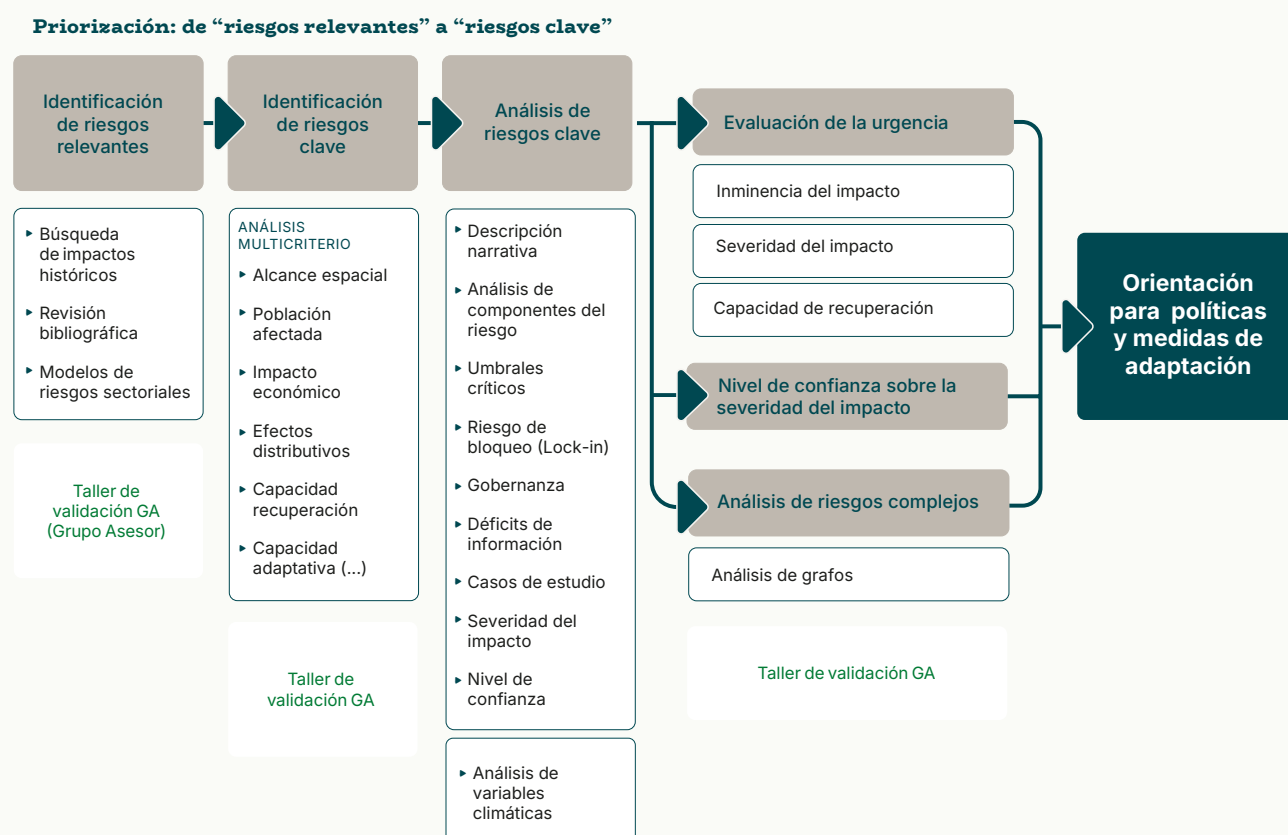 Priorización: de “riesgos relevantes” a “riesgos clave”
Identificación
de riesgos
relevantes
Búsqueda
de impactos
históricos
Revisión
bibliográfica
Modelos de
riesgos sectoriales
Taller de
validación GA
(Grupo Asesor)
Identificación
de riesgos
clave
ANÁLISIS
MULTICRITERIO
Alcance espacial
Población
afectada
Impacto
económico
Efectos
distributivos
Capacidad
recuperación
Capacidad
adaptativa (...)
Taller de
validación GA
Análisis de
riesgos clave
Descripción
narrativa
Análisis de
componentes del
riesgo
Umbrales
críticos
Riesgo de
bloqueo (Lock-in)
Gobernanza
Déficits de
información
Casos de estudio
Severidad del
impacto
Nivel de
confianza
Análisis de
variables
climáticas
Evaluación de la urgencia
Inminencia del impacto
Severidad del impacto
Capacidad de recuperación
Nivel de confianza sobre la
severidad del impacto
Análisis de riesgos complejos
Análisis de grafos
Taller de validación GA
Orientación
para políticas
y medidas de
adaptación